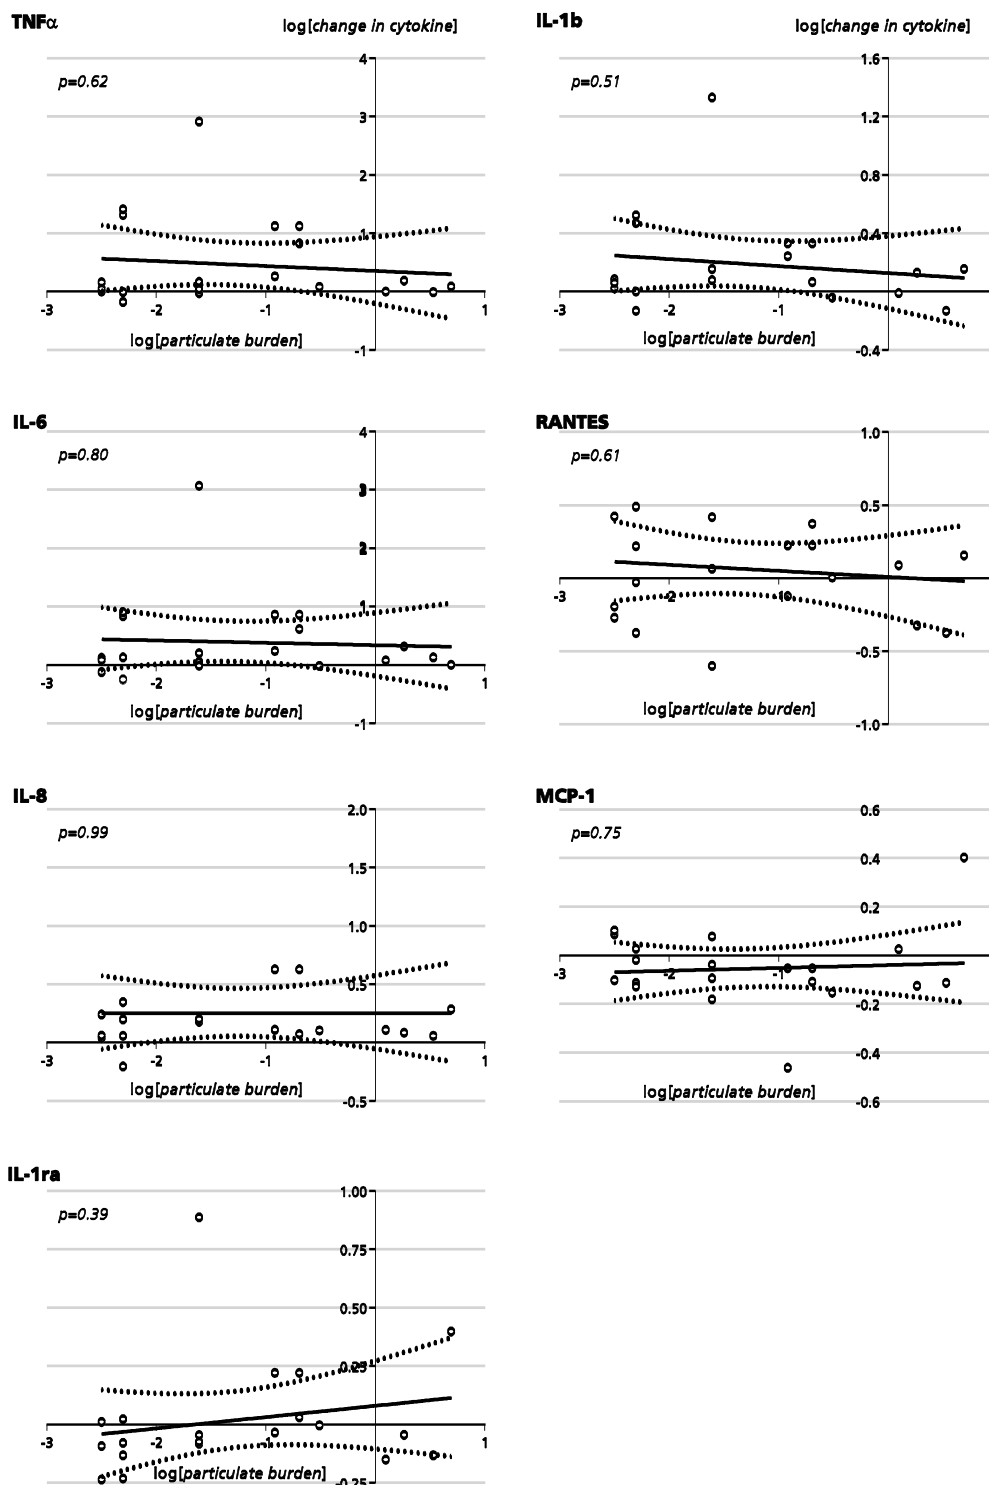 TNFα
log[change in cytokine]
p=0.62
4
3
2
1
-3
-2
-1
1
log[particulate burden]
-1
IL-1b
log[change in cytokine]
p=0.51
1.6
1.2
0.8
0.4
-3
-2
-1
log[particulate burden]
-0.4
IL-6
p=0.80
4
3
2
1
-3
-2
-1
1
log[particulate burden]
-1
RANTES
p=0.61
1.0
0.5
-3
-2
-1
-0.5
log[particulate burden]
-1.0
IL-8
p=0.99
2.0
1.5
1.0
0.5
-3
-2
-1
1
log[particulate burden]
-0.5
MCP-1
p=0.75
0.6
0.4
0.2
-3
-2
-1
-0.2
-0.4
log[particulate burden]
-0.6
IL-1ra
p=0.39
1.00
0.75
0.50
0.25
-3
-2
-1
1
log[particulate burden]
-0.25